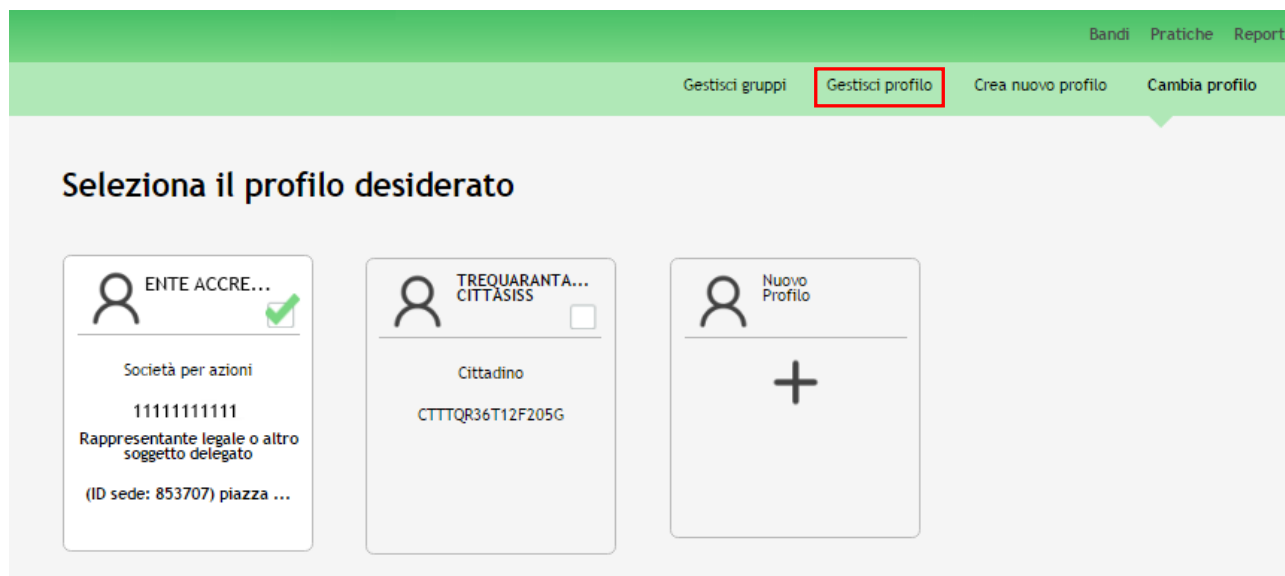 Bandi Pratiche Report
Gestisci gruppi Gestisci profilo Crea nuovo profilo Cambia profilo
Seleziona il profilo desiderato
ENTE ACCRE...
Società per azioni
11111111111
Rappresentante legale o altro
soggetto delegato
(ID sede: 853707) piazza ...
TREQUARANTA...
CITTASISS
Cittadino
CTTTQR36T12F205G
Nuovo
Profilo